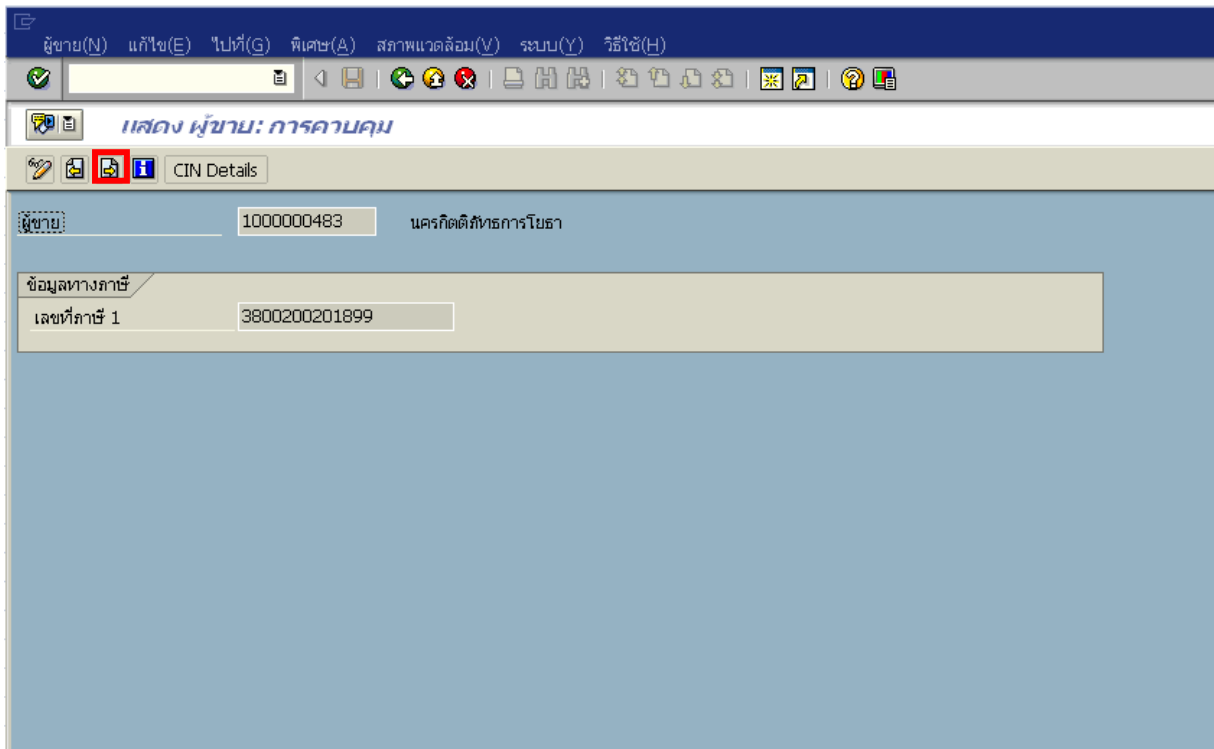 ผู้ขาย(N) แก้ไข(E) ไปที่(G) พิเศษ(A) สภาพแวดล้อม(V) ระบบ(Y) วิธีใช้(H)
แสดง ผู้ขาย: การควบคุม
CIN Details
ผู้ขาย 1000000483 นครกิตติภัทรการโยธา
ข้อมูลทางภาษี
เลขที่ภาษี 1 3800200201899